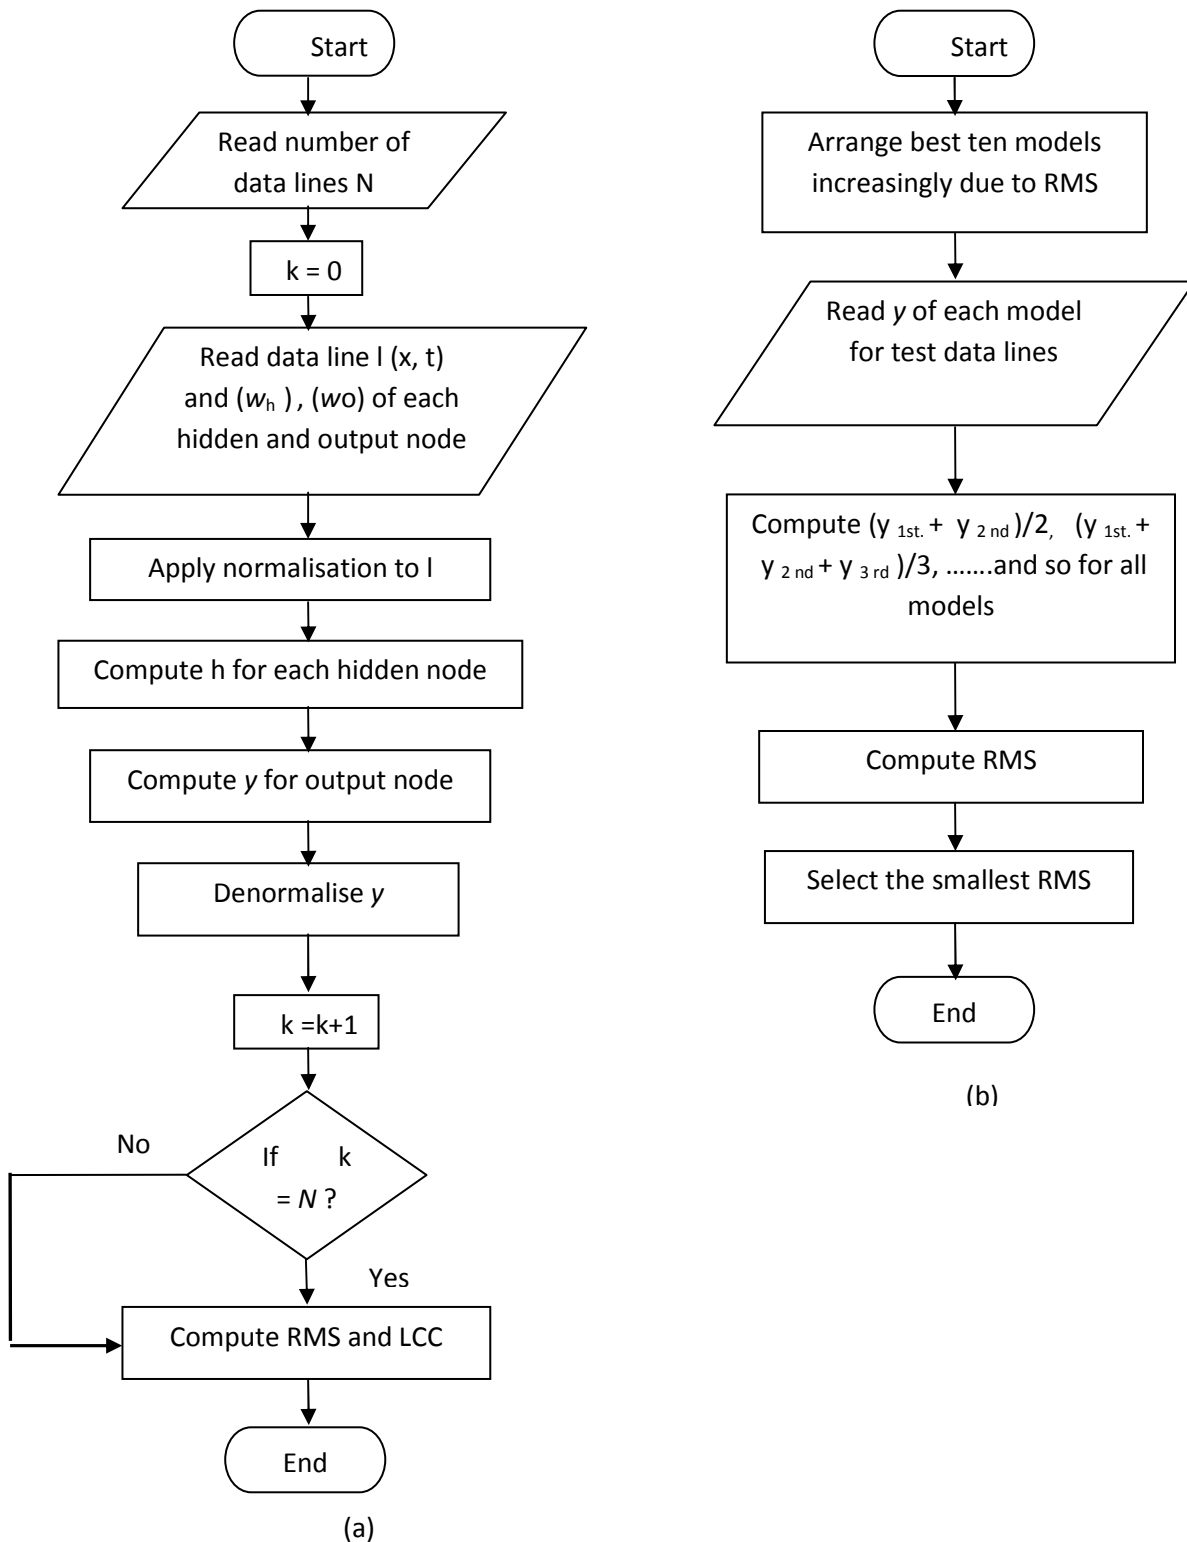 Start
Read number of
data lines N
k = 0
Read data line l (x, t)
and (wh ) , (wo) of each
hidden and output node
Apply normalisation to l
Compute h for each hidden node
Compute y for output node
Denormalise y
k =k+1
No
If k
= N ?
Yes
Compute RMS and LCC
End
(a)
Start
Arrange best ten models
increasingly due to RMS
Read y of each model
for test data lines
Compute (y 1st. + y 2 nd )/2, (y 1st. +
y 2 nd + y 3 rd )/3, …….and so for all
models
Compute RMS
Select the smallest RMS
End
(b)